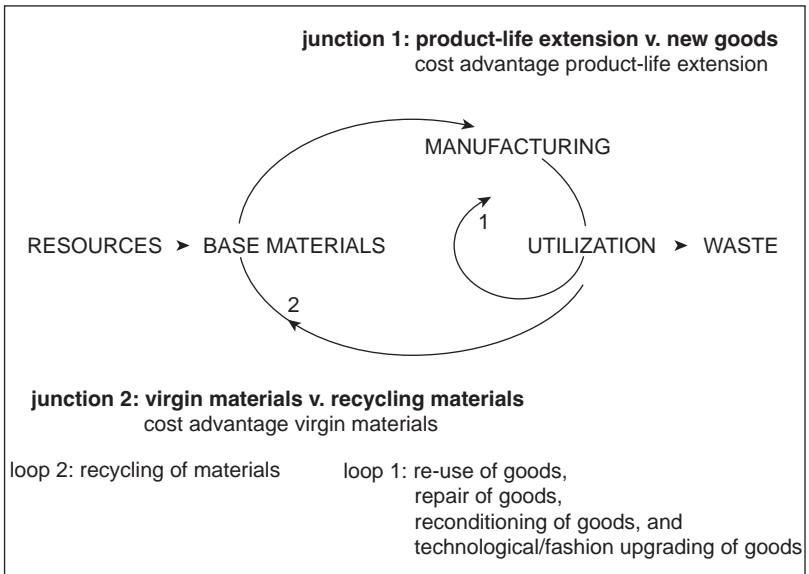 junction 1: product-life extension v. new goods
cost advantage product-life extension
MANUFACTURING
1
RESOURCES ➤ BASE MATERIALS
UTILIZATION ➤ WASTE
2
junction 2: virgin materials v. recycling materials
cost advantage virgin materials
loop 2: recycling of materials
loop 1: re-use of goods,
repair of goods,
reconditioning of goods, and
technological/fashion upgrading of goods